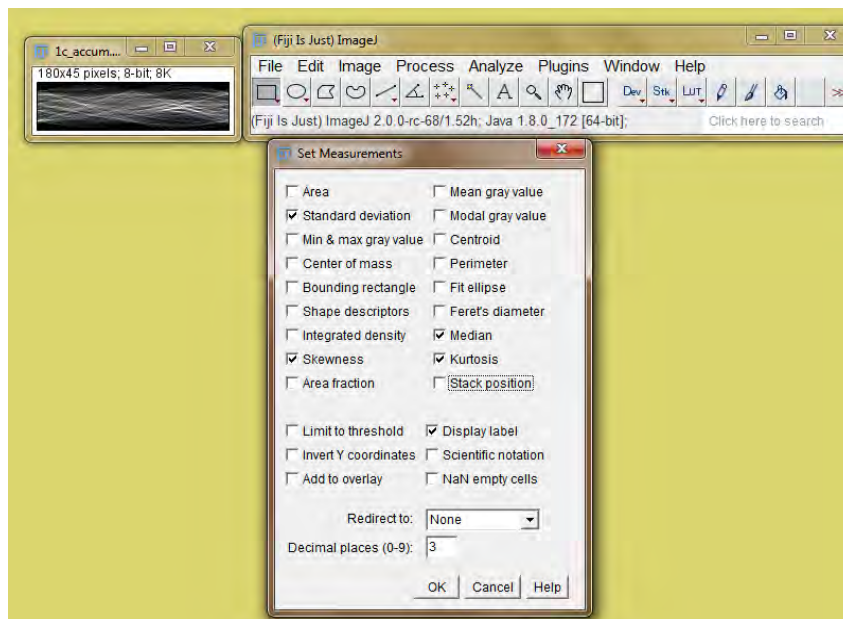 1c_accum....
180x45 pixels; 8-bit; 8K
(Fiji Is Just) ImageJ
File Edit Image Process Analyze Plugins Window Help
A Dev Stk LUT >>
(Fiji Is Just) ImageJ 2.0.0-rc-68/1.52h; Java 1.8.0_172 [64-bit]; Click here to search
Set Measurements
Area Mean gray value
Standard deviation Modal gray value
Min & max gray value Centroid
Center of mass Perimeter
Bounding rectangle Fit ellipse
Shape descriptors Feret's diameter
Integrated density Median
Skewness Kurtosis
Area fraction Stack position
Limit to threshold Display label
Invert Y coordinates Scientific notation
Add to overlay NaN empty cells
Redirect to: None
Decimal places (0-9): 3
OK Cancel Help